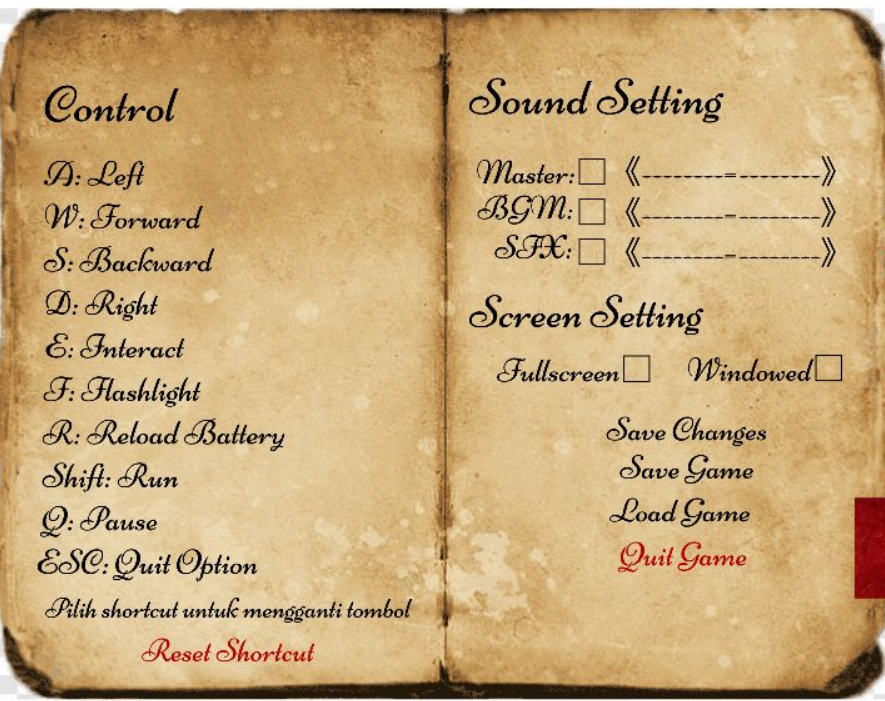 Control
A: Left
W: Forward
S: Backward
D: Right
E: Interact
F: Flashlight
R: Reload Battery
Shift: Run
Q: Pause
ESC: Quit Option
Pilih shortcut untuk mengganti tombol
Reset Shortcut
Sound Setting
Master: □ 《--------=--------》
BGM: □ 《--------=--------》
SFX: □ 《--------=--------》
Screen Setting
Fullscreen □ Windowed □
Save Changes
Save Game
Load Game
Quit Game